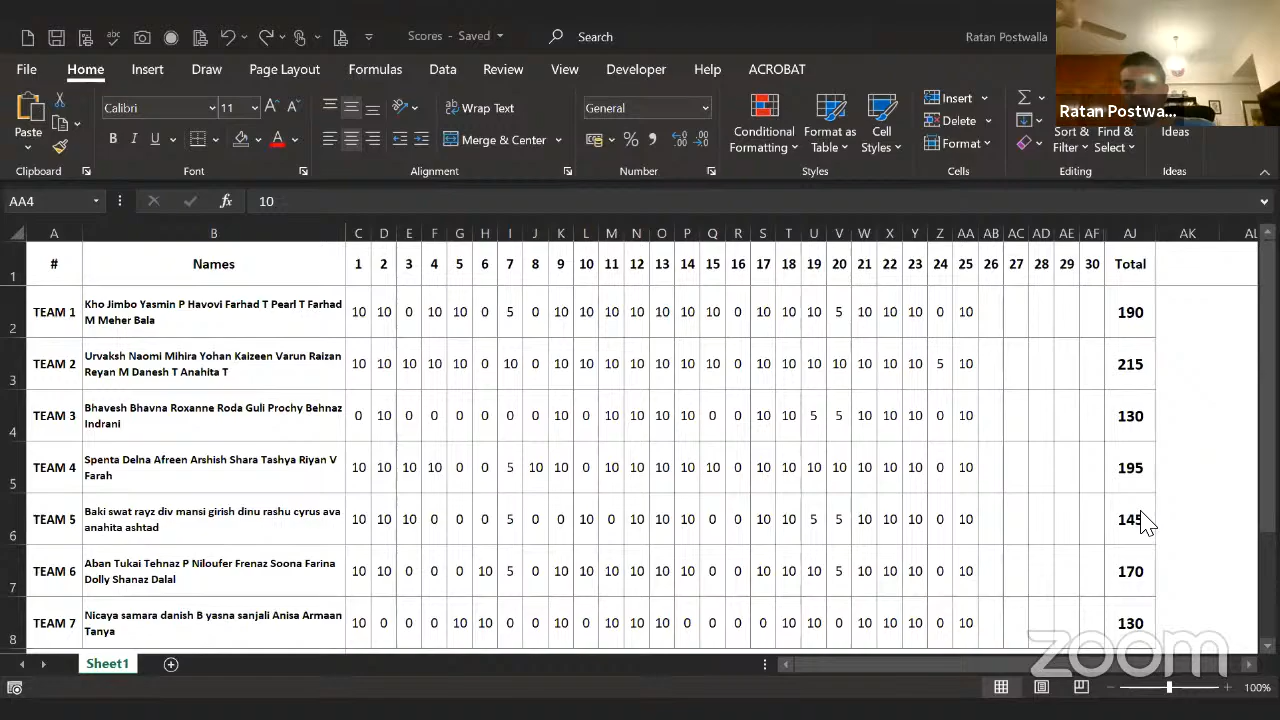 Scores - Saved
Search
Ratan Postwalla
File Home Insert Draw Page Layout Formulas Data Review View Developer Help ACROBAT
Ratan Postwa...
Paste
Calibri 11
B I U
Wrap Text
Merge & Center
General
Conditional Formatting
Format as Table
Cell Styles
Insert
Delete
Format
Sort & Filter
Find & Select
Ideas
Clipboard Font Alignment Number Styles Cells Editing Ideas
AA4 fx 10
A B C D E F G H I J K L M N O P Q R S T U V W X Y Z AA AB AC AD AE AF AJ AK AL
1 # Names 1 2 3 4 5 6 7 8 9 10 11 12 13 14 15 16 17 18 19 20 21 22 23 24 25 26 27 28 29 30 Total
2 TEAM 1 Kho Jimbo Yasmin P Havovi Farhad T Pearl T Farhad
M Meher Bala 10 10 0 10 10 0 5 0 10 10 10 10 10 10 10 0 10 10 10 5 10 10 10 0 10 190
3 TEAM 2 Urvaksh Naomi Mihira Yohan Kaizeen Varun Raizan
Reyan M Danesh T Anahita T 10 10 10 10 10 0 10 0 10 10 10 10 10 10 10 0 10 10 10 10 10 10 10 5 10 215
4 TEAM 3 Bhavesh Bhavna Roxanne Roda Guli Prochy Behnaz
Indrani 0 10 0 0 0 0 0 0 10 0 10 10 10 10 0 0 10 10 5 5 10 10 10 0 10 130
5 TEAM 4 Spenta Delna Afreen Arshish Shara Tashya Riyan V
Farah 10 10 10 10 0 0 5 10 10 0 10 10 10 10 10 0 10 10 10 10 10 10 10 0 10 195
6 TEAM 5 Baki swat rayz div mansi girish dinu rashu cyrus ava
anahita ashtad 10 10 10 0 0 0 5 0 0 10 0 10 10 10 0 0 10 10 5 5 10 10 10 0 10 145
7 TEAM 6 Aban Tukai Tehnaz P Niloufer Frenaz Soona Farina
Dolly Shanaz Dalal 10 10 0 0 0 10 5 0 10 10 10 10 10 10 0 0 10 10 10 5 10 10 10 0 10 170
8 TEAM 7 Nicaya samara danish B yasna sanjali Anisa Armaan
Tanya 10 0 0 0 10 10 0 0 10 0 10 10 10 0 0 0 0 10 10 0 10 10 10 0 10 130
zoom
Sheet1
100%